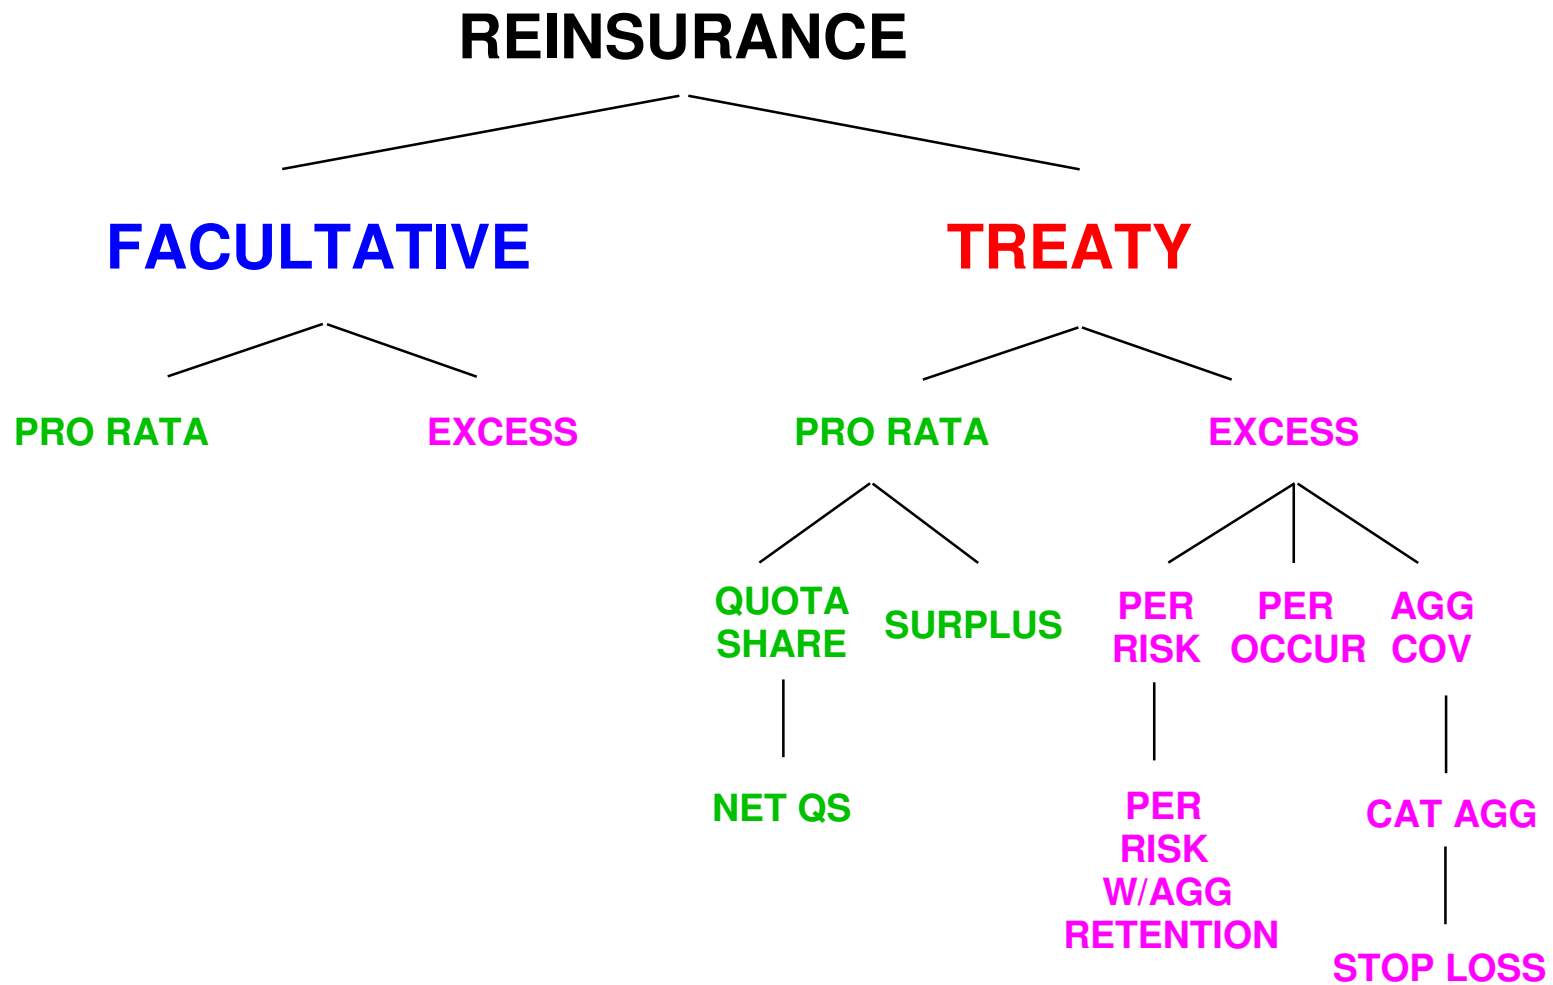 REINSURANCE
FACULTATIVE
TREATY
PRO RATA
EXCESS
PRO RATA
EXCESS
QUOTA
SHARE
SURPLUS
PER
RISK
PER
OCCUR
AGG
COV
NET QS
PER
RISK
W/AGG
RETENTION
CAT AGG
STOP LOSS